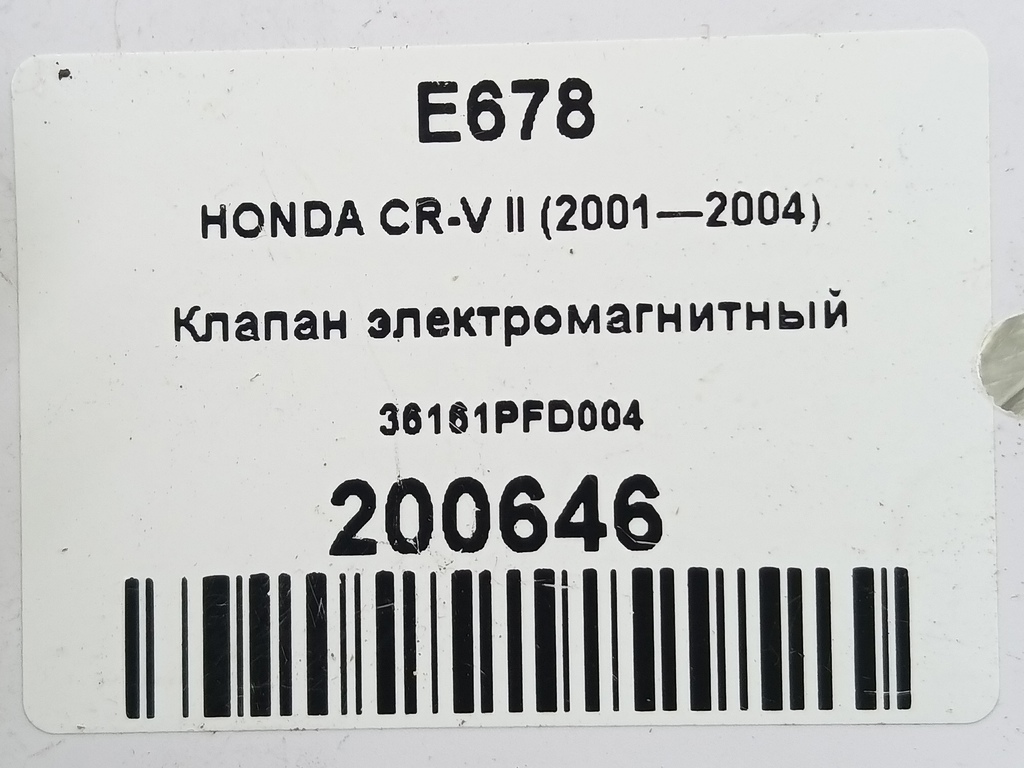 E678
HONDA CR-V II (2001—2004)
Клапан электромагнитный
36161PFD004
200646